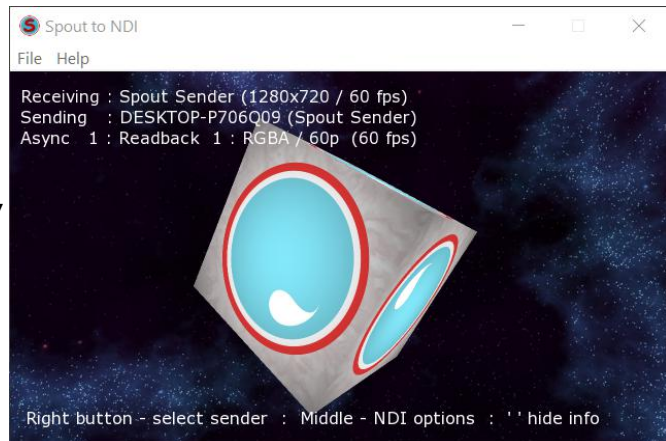 Spout to NDI
File Help
Receiving : Spout Sender (1280x720 / 60 fps)
Sending : DESKTOP-P706Q09 (Spout Sender)
Async 1 : Readback 1 : RGBA / 60p (60 fps)
Right button - select sender : Middle - NDI options : ' ' hide info